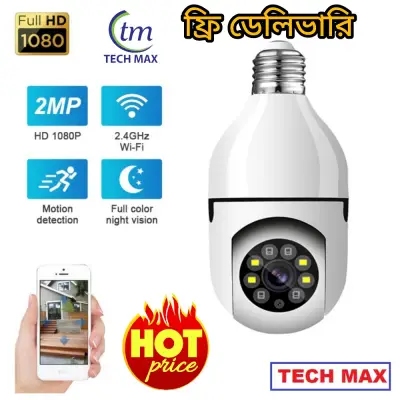 Full HD
1080
tm
TECH MAX
ফ্রি ডেলিভারি
2MP
HD 1080P
2.4GHz
Wi-Fi
Motion
detection
Full color
night vision
HOT
price
TECH MAX